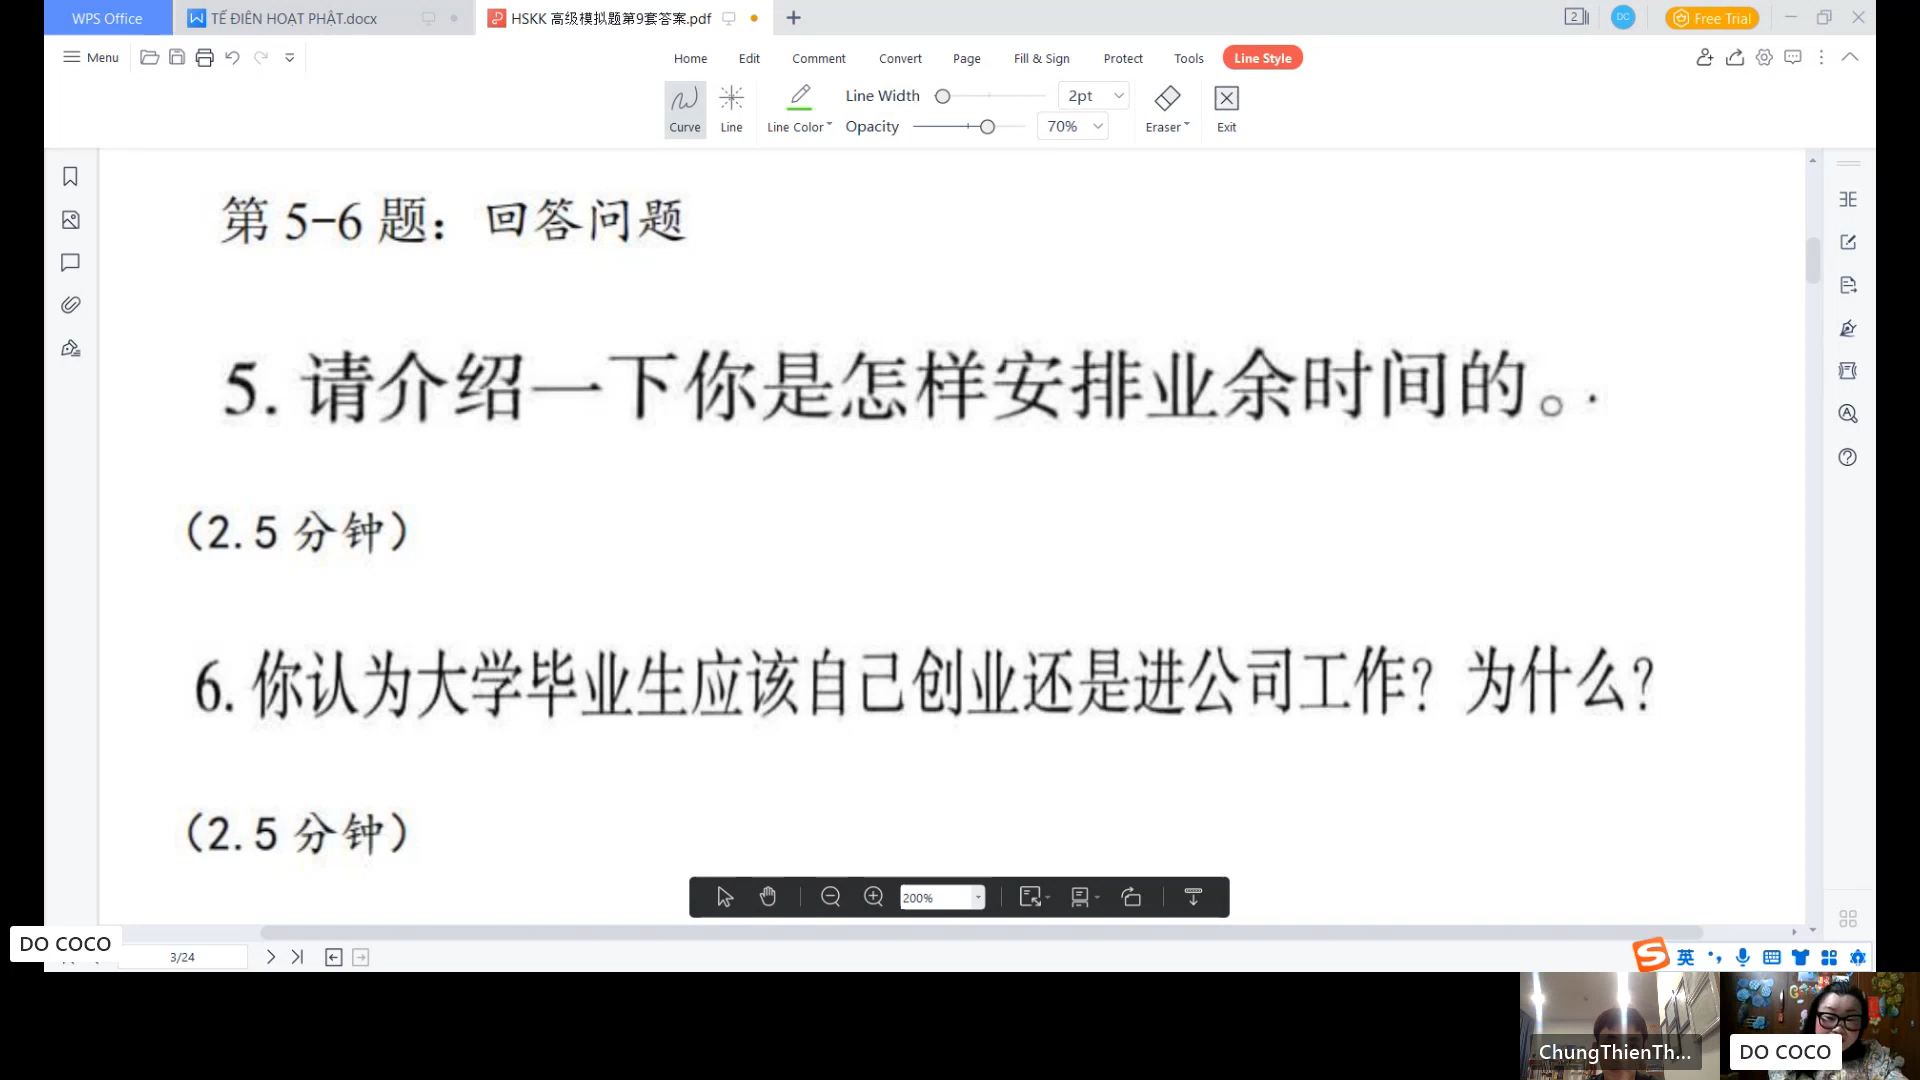 WPS Office
TẾ ĐIÊN HOẠT PHẬT.docx
HSKK 高级模拟题第9套答案.pdf
2
DC
Free Trial
Menu
Home
Edit
Comment
Convert
Page
Fill & Sign
Protect
Tools
Line Style
Curve
Line
Line Color
Line Width
2pt
Opacity
70%
Eraser
Exit
第 5-6 题：回答问题
5. 请介绍一下你是怎样安排业余时间的。
（2.5 分钟）
6. 你认为大学毕业生应该自己创业还是进公司工作？为什么？
（2.5 分钟）
200%
DO COCO
3/24
英
ChungThienTh...
DO COCO